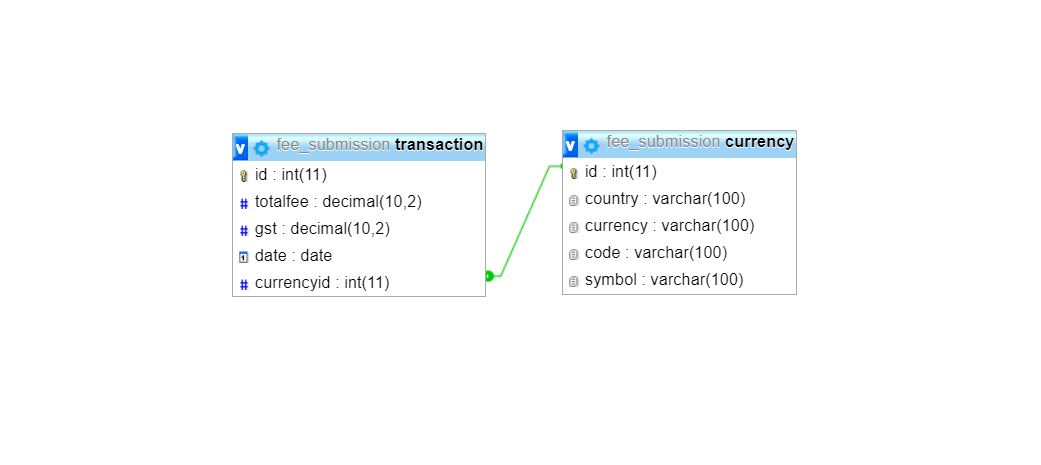 fee_submission transaction
id : int(11)
totalfee : decimal(10,2)
gst : decimal(10,2)
date : date
currencyid : int(11)
fee_submission currency
id : int(11)
country : varchar(100)
currency : varchar(100)
code : varchar(100)
symbol : varchar(100)